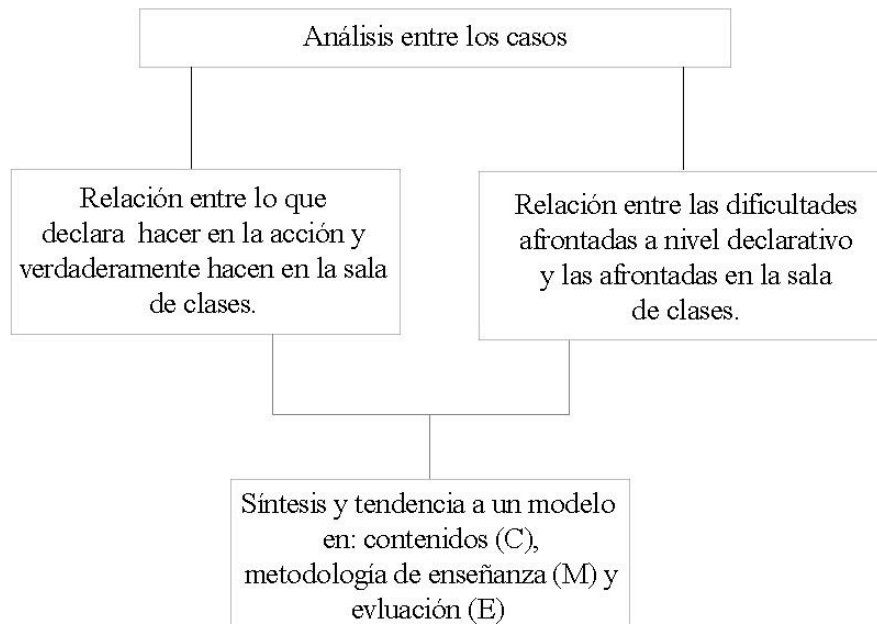 Análisis entre los casos
Relación entre lo que
declara hacer en la acción y
verdaderamente hacen en la sala
de clases.
Relación entre las dificultades
afrontadas a nivel declarativo
y las afrontadas en la sala
de clases.
Síntesis y tendencia a un modelo
en: contenidos (C),
metodología de enseñanza (M) y
evluación (E)